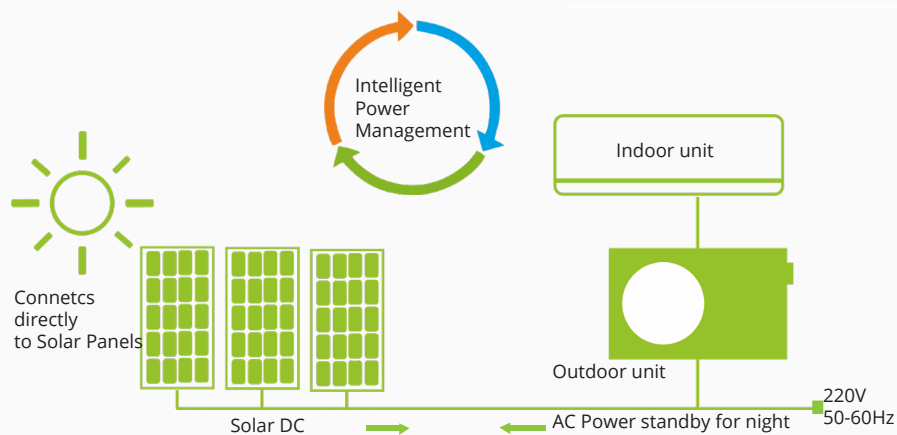 Intelligent
Power
Management
Indoor unit
Connetcs
directly
to Solar Panels
Outdoor unit
Solar DC
AC Power standby for night
220V
50-60Hz